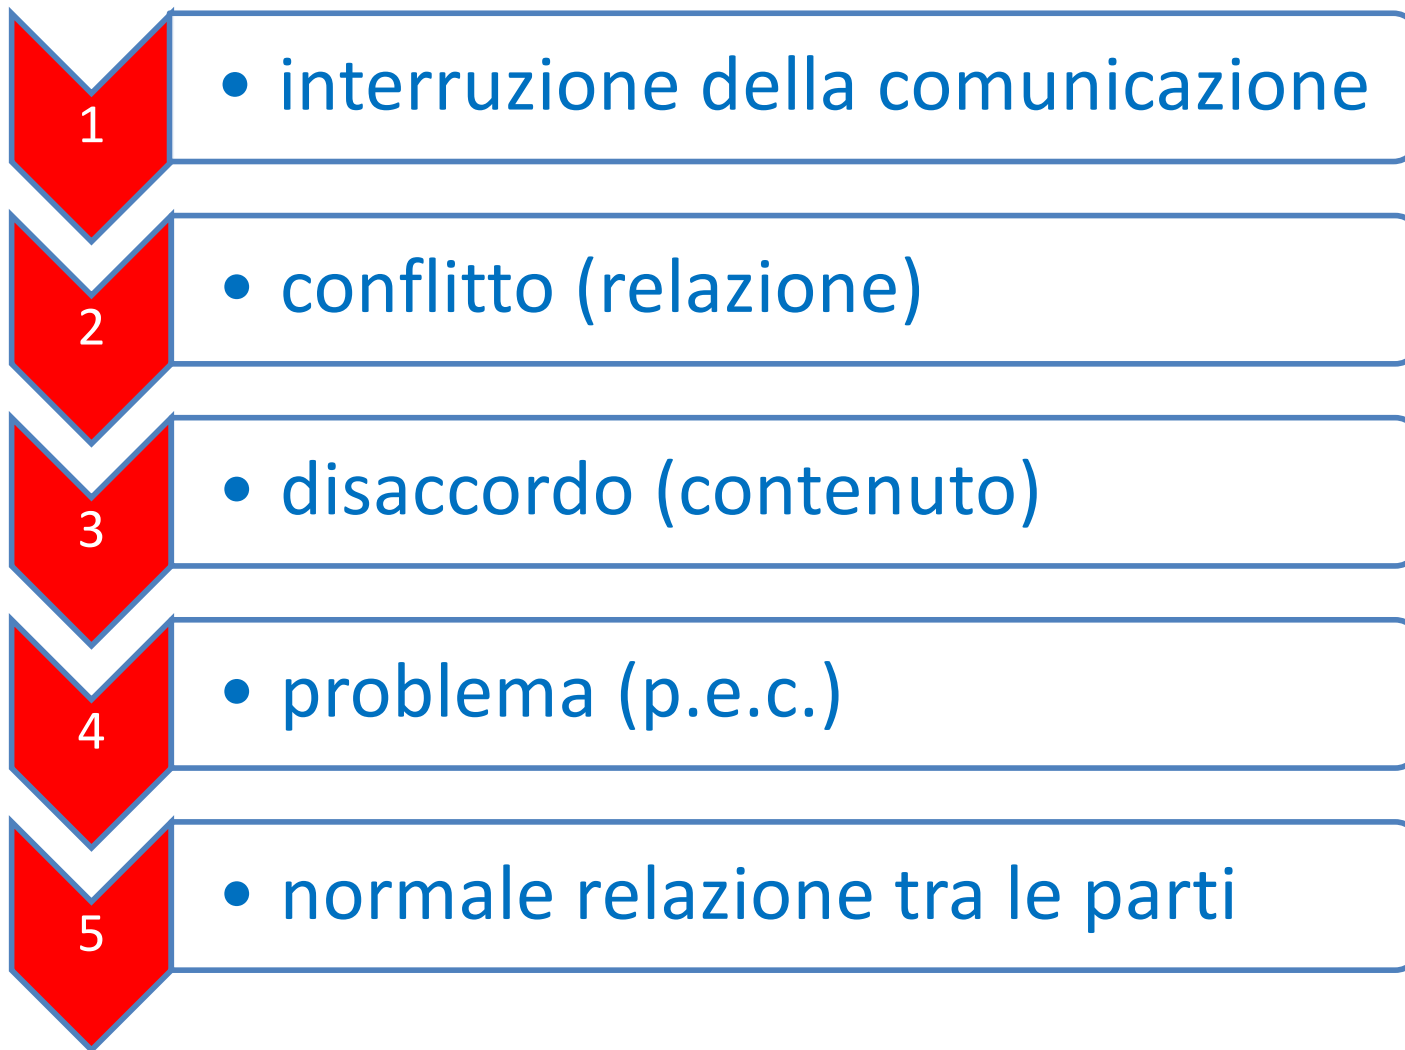 1
• interruzione della comunicazione
2
• conflitto (relazione)
3
• disaccordo (contenuto)
4
• problema (p.e.c.)
5
• normale relazione tra le parti